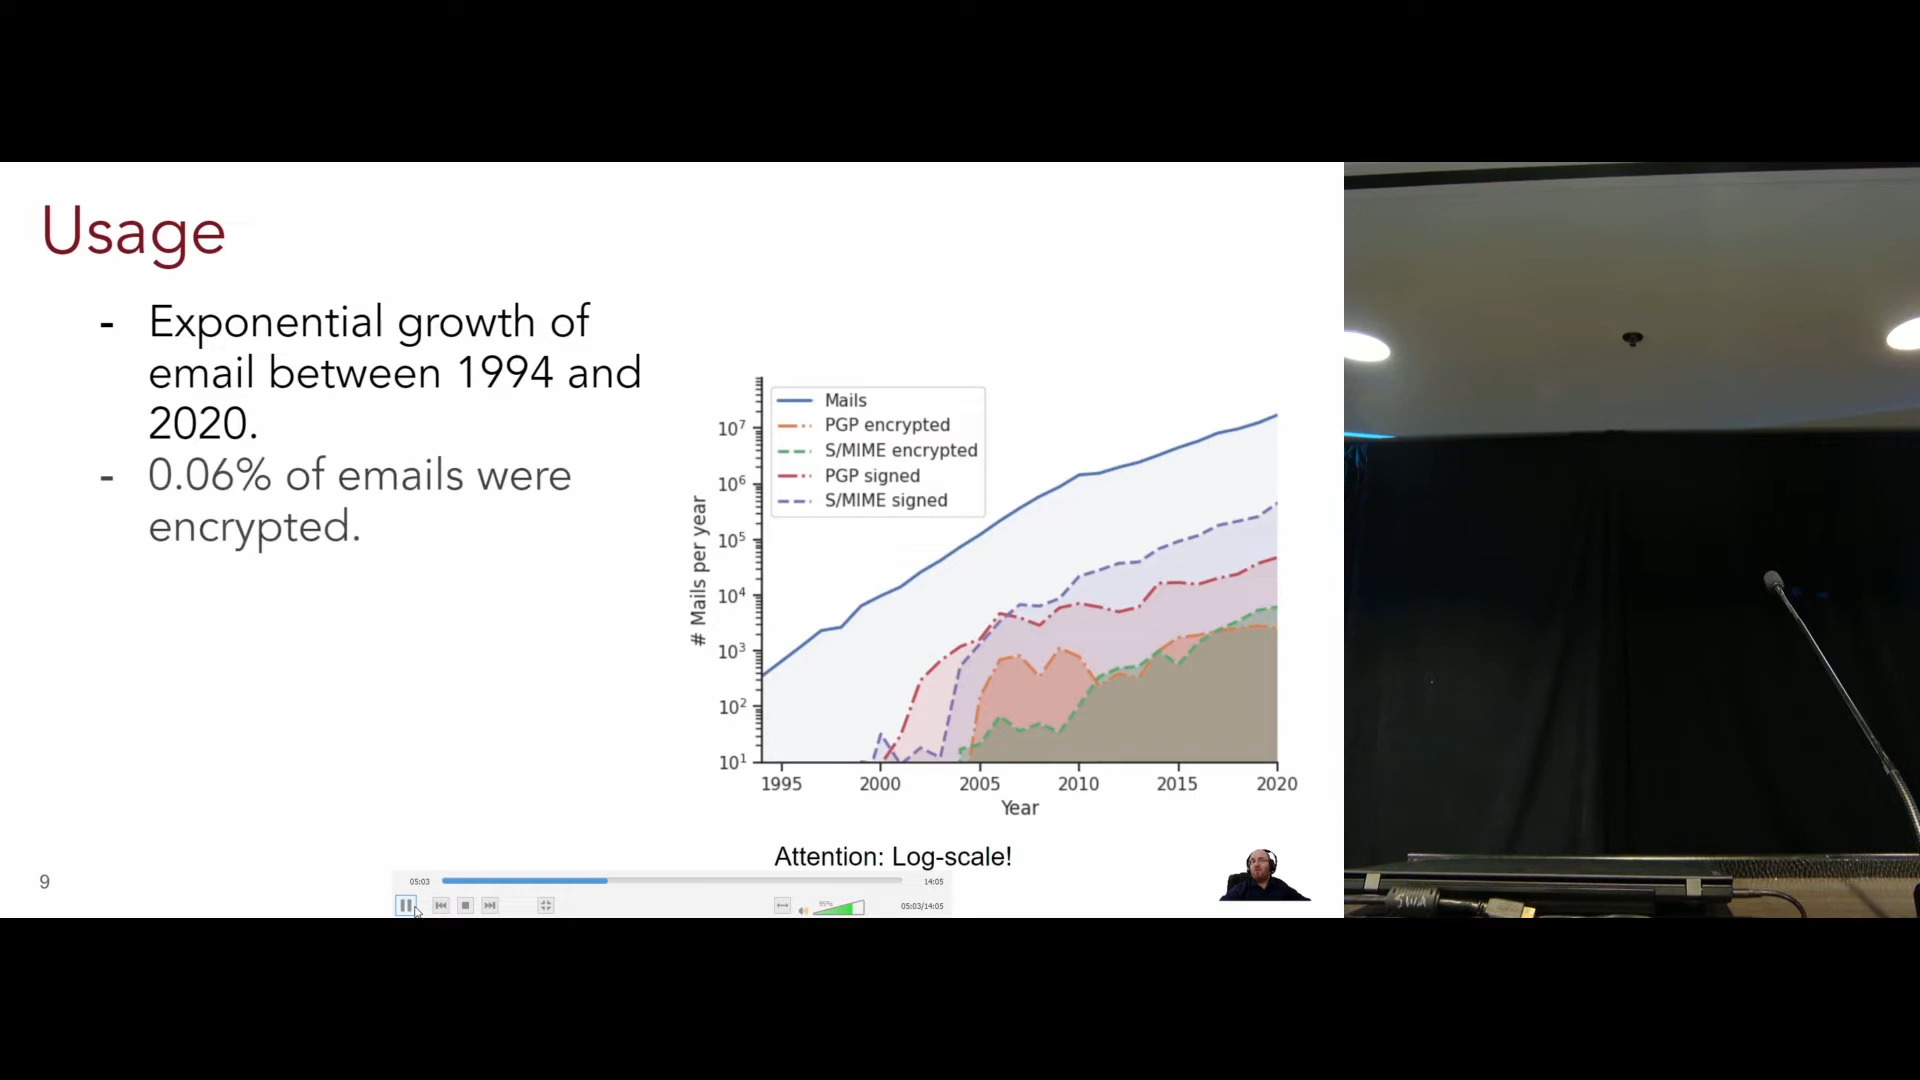 Usage
- Exponential growth of
email between 1994 and
2020.
- 0.06% of emails were
encrypted.
Mails
PGP encrypted
S/MIME encrypted
PGP signed
S/MIME signed
# Mails per year
10⁷
10⁶
10⁵
10⁴
10³
10²
10¹
1995 2000 2005 2010 2015 2020
Year
Attention: Log-scale!
9
05:03 14:05
95%
05:03/14:05
SWA